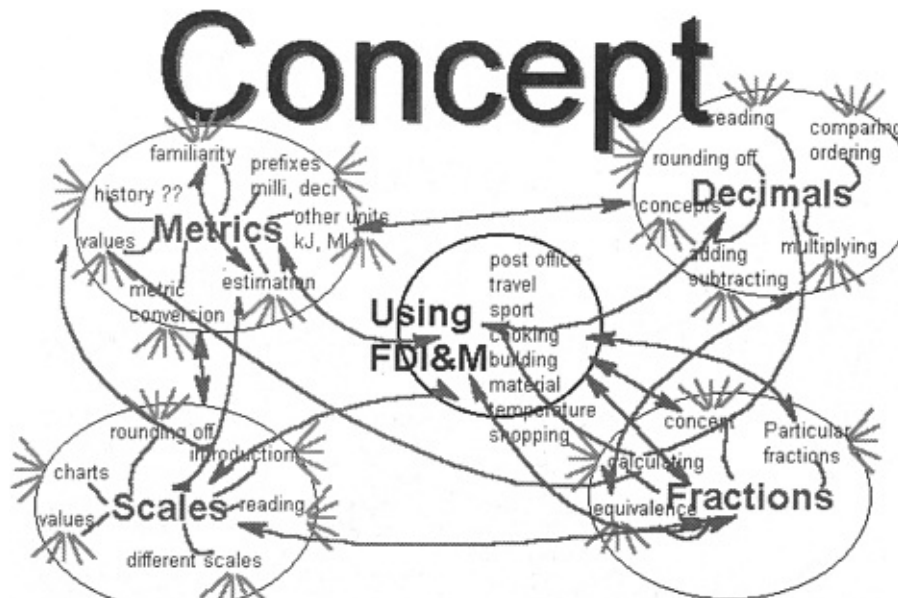 Concept
familiarity
prefixes
milli, deci
history ??
Metrics
other units
kJ, ML
values
estimation
metric
conversion
reading
comparing
ordering
rounding off
Decimals
concepts
adding
subtracting
multiplying
Using
FDI&M
post office
travel
sport
cooking
building
material
temperature
shopping
rounding off
introduction
charts
Scales
reading
values
different scales
concept
Particular
fractions
calculating
Fractions
equivalence